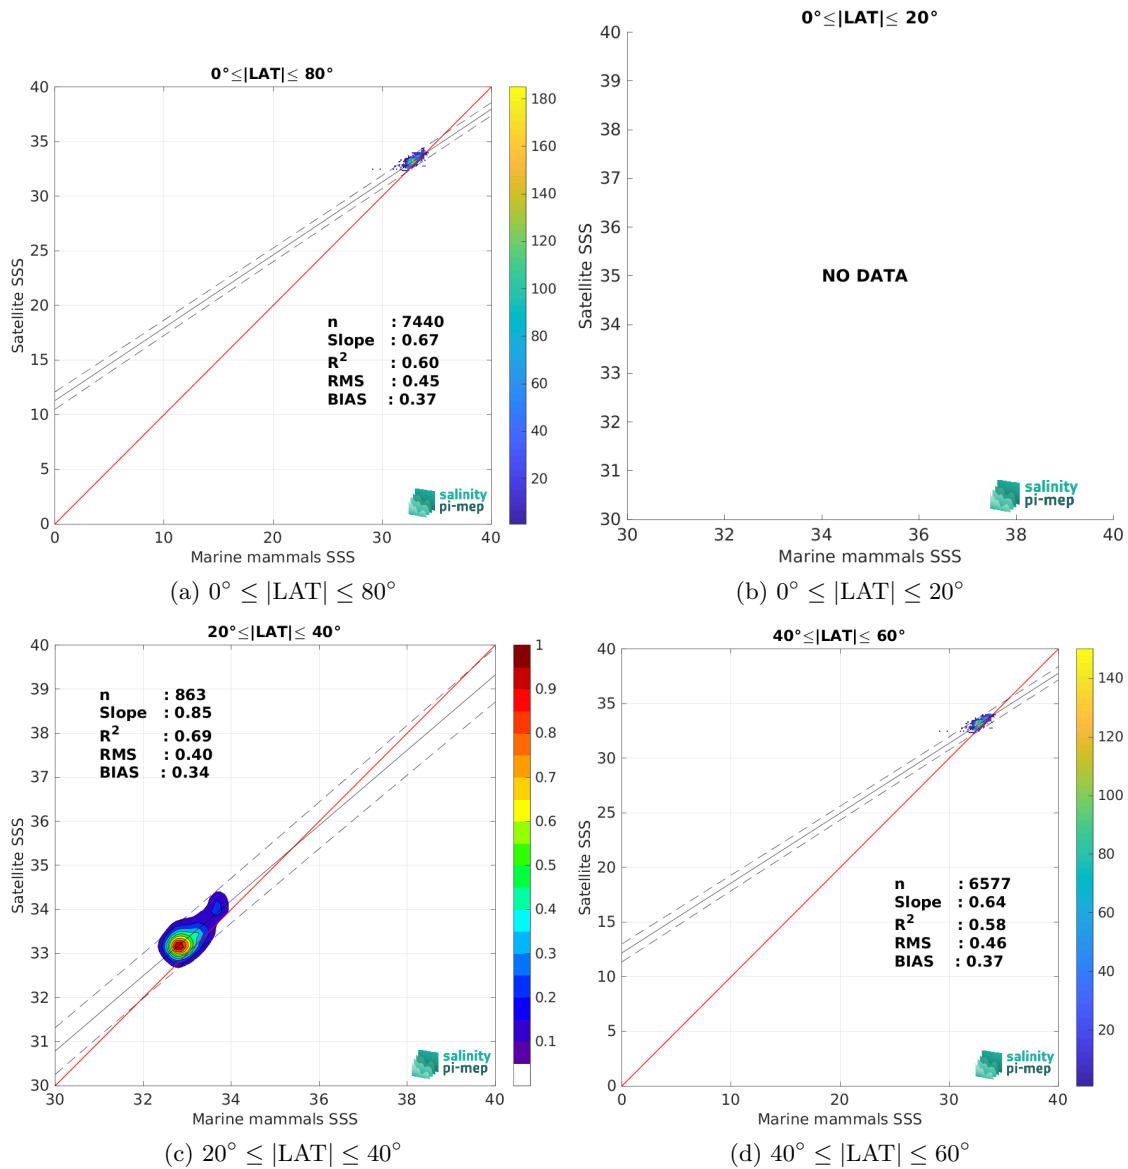 0°≤|LAT|≤ 80°
40
35
30
25
20
15
10
5
0
Satellite SSS
n : 7440
Slope : 0.67
R² : 0.60
RMS : 0.45
BIAS : 0.37
salinity
pi-mep
0 10 20 30 40
Marine mammals SSS
180
160
140
120
100
80
60
40
20
(a) 0° ≤ |LAT| ≤ 80°
0°≤|LAT|≤ 20°
40
39
38
37
36
35
34
33
32
31
30
Satellite SSS
NO DATA
salinity
pi-mep
30 32 34 36 38 40
Marine mammals SSS
(b) 0° ≤ |LAT| ≤ 20°
20°≤|LAT|≤ 40°
40
39
38
37
36
35
34
33
32
31
30
Satellite SSS
n : 863
Slope : 0.85
R² : 0.69
RMS : 0.40
BIAS : 0.34
salinity
pi-mep
30 32 34 36 38 40
Marine mammals SSS
1
0.9
0.8
0.7
0.6
0.5
0.4
0.3
0.2
0.1
(c) 20° ≤ |LAT| ≤ 40°
40°≤|LAT|≤ 60°
40
35
30
25
20
15
10
5
0
Satellite SSS
n : 6577
Slope : 0.64
R² : 0.58
RMS : 0.46
BIAS : 0.37
salinity
pi-mep
0 10 20 30 40
Marine mammals SSS
140
120
100
80
60
40
20
(d) 40° ≤ |LAT| ≤ 60°